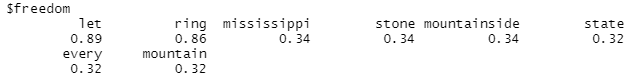 $freedom
let ring mississippi stone mountainside state
0.89 0.86 0.34 0.34 0.34 0.32
every mountain
0.32 0.32